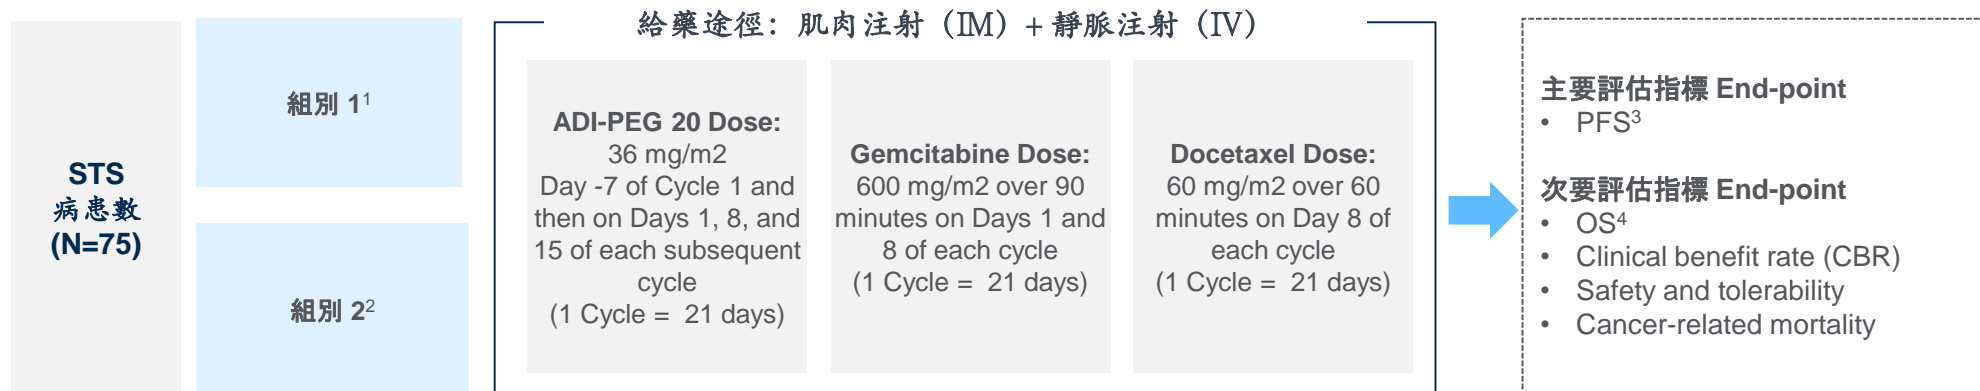 給藥途徑: 肌肉注射 (IM) + 靜脈注射 (IV)
STS
病患數
(N=75)
組別 1¹
組別 2²
ADI-PEG 20 Dose:
36 mg/m2
Day -7 of Cycle 1 and
then on Days 1, 8, and
15 of each subsequent
cycle
(1 Cycle = 21 days)
Gemcitabine Dose:
600 mg/m2 over 90
minutes on Days 1 and
8 of each cycle
(1 Cycle = 21 days)
Docetaxel Dose:
60 mg/m2 over 60
minutes on Day 8 of
each cycle
(1 Cycle = 21 days)
主要評估指標 End-point
• PFS³
次要評估指標 End-point
• OS⁴
• Clinical benefit rate (CBR)
• Safety and tolerability
• Cancer-related mortality